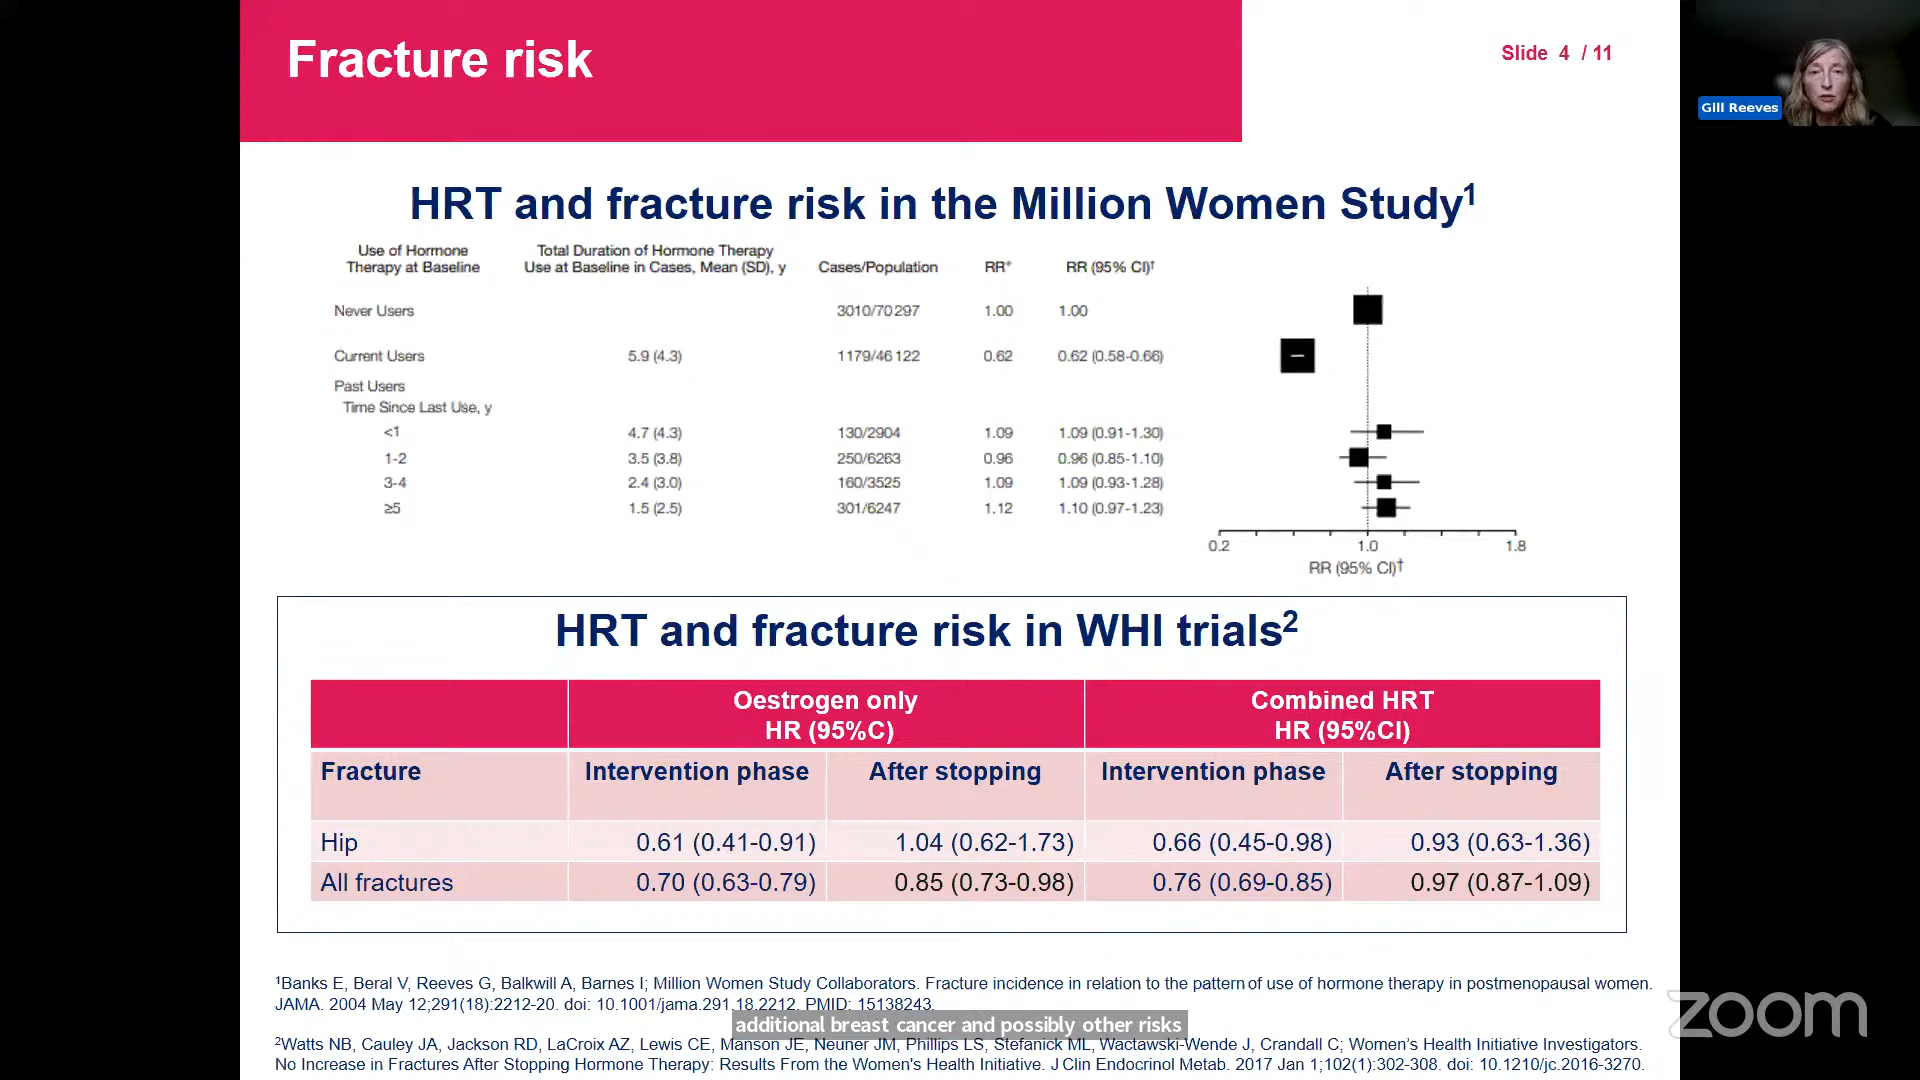 Fracture risk
Slide 4 / 11
Gill Reeves
HRT and fracture risk in the Million Women Study¹
Use of Hormone Therapy at Baseline | Total Duration of Hormone Therapy Use at Baseline in Cases, Mean (SD), y | Cases/Population | RR* | RR (95% CI)†
Never Users 3010/70 297 1.00 1.00
Current Users 5.9 (4.3) 1179/46 122 0.62 0.62 (0.58-0.66)
Past Users
Time Since Last Use, y
<1 4.7 (4.3) 130/2904 1.09 1.09 (0.91-1.30)
1-2 3.5 (3.8) 250/6263 0.96 0.96 (0.85-1.10)
3-4 2.4 (3.0) 160/3525 1.09 1.09 (0.93-1.28)
≥5 1.5 (2.5) 301/6247 1.12 1.10 (0.97-1.23)
0.2 1.0 1.8
RR (95% CI)†
HRT and fracture risk in WHI trials²
Oestrogen only HR (95%C) | Combined HRT HR (95%CI)
Fracture Intervention phase After stopping Intervention phase After stopping
Hip 0.61 (0.41-0.91) 1.04 (0.62-1.73) 0.66 (0.45-0.98) 0.93 (0.63-1.36)
All fractures 0.70 (0.63-0.79) 0.85 (0.73-0.98) 0.76 (0.69-0.85) 0.97 (0.87-1.09)
¹Banks E, Beral V, Reeves G, Balkwill A, Barnes I; Million Women Study Collaborators. Fracture incidence in relation to the pattern of use of hormone therapy in postmenopausal women.
JAMA. 2004 May 12;291(18):2212-20. doi: 10.1001/jama.291.18.2212. PMID: 15138243.
additional breast cancer and possibly other risks
²Watts NB, Cauley JA, Jackson RD, LaCroix AZ, Lewis CE, Manson JE, Neuner JM, Phillips LS, Stefanick ML, Wactawski-Wende J, Crandall C; Women's Health Initiative Investigators.
No Increase in Fractures After Stopping Hormone Therapy: Results From the Women's Health Initiative. J Clin Endocrinol Metab. 2017 Jan 1;102(1):302-308. doi: 10.1210/jc.2016-3270.
zoom